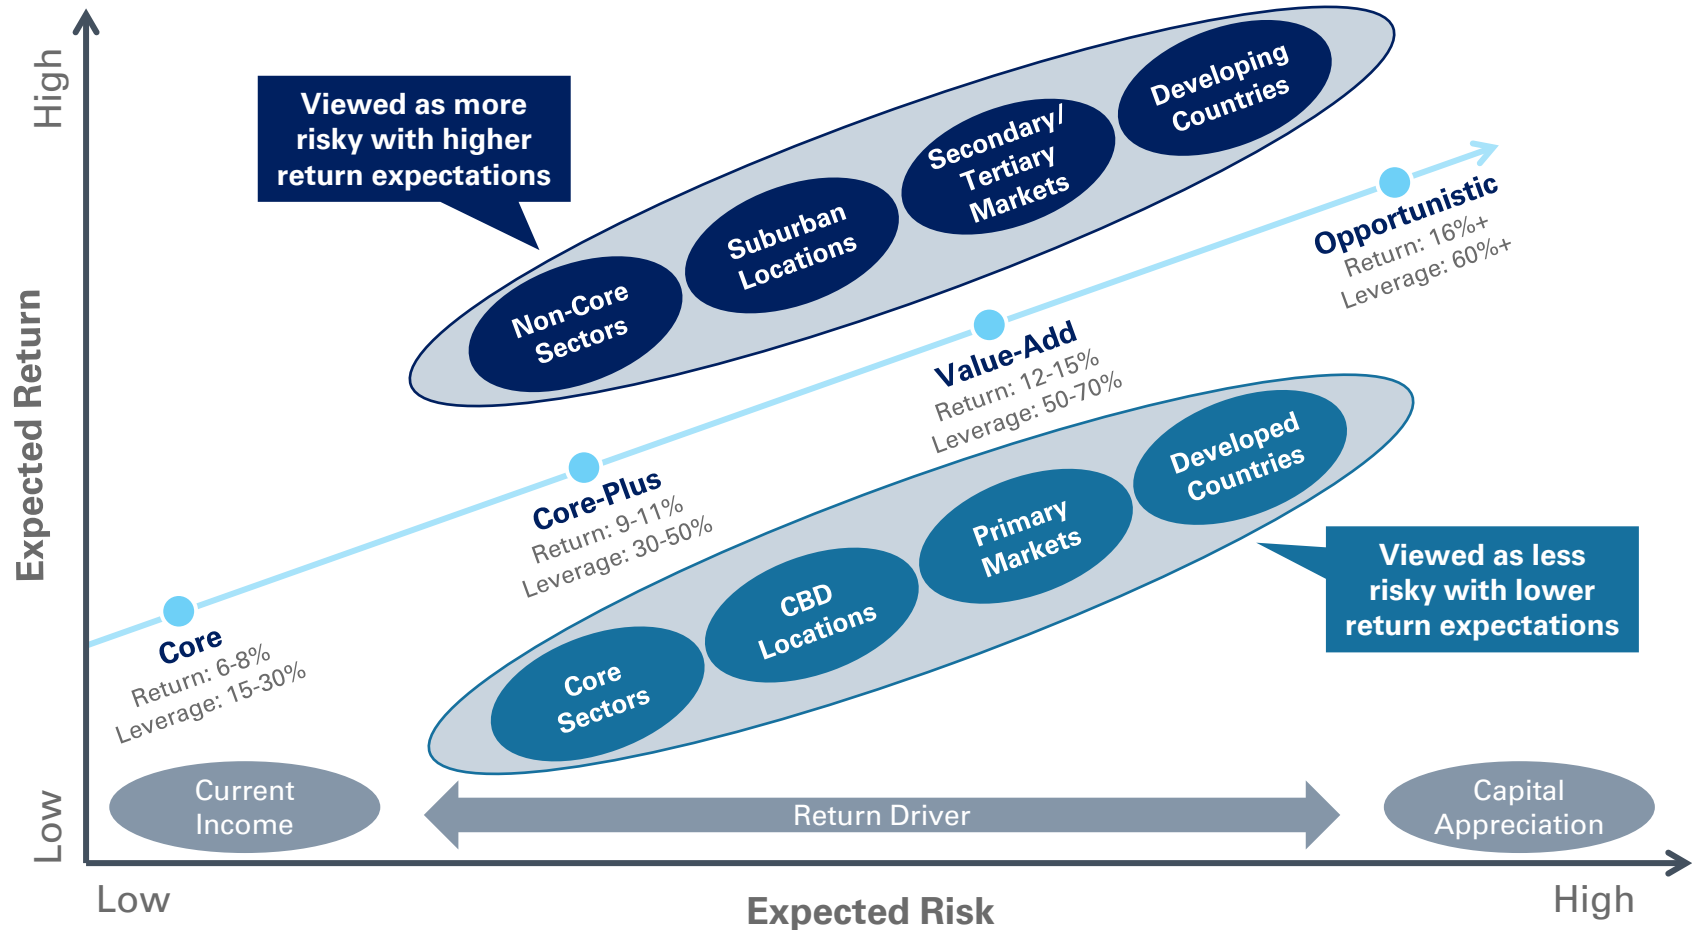 High
Expected Return
Low
Viewed as more
risky with higher
return expectations
Developing
Countries
Secondary/
Tertiary
Markets
Suburban
Locations
Non-Core
Sectors
Opportunistic
Return: 16%+
Leverage: 60%+
Value-Add
Return: 12-15%
Leverage: 50-70%
Core-Plus
Return: 9-11%
Leverage: 30-50%
Core
Return: 6-8%
Leverage: 15-30%
Developed
Countries
Primary
Markets
CBD
Locations
Core
Sectors
Viewed as less
risky with lower
return expectations
Current
Income
Return Driver
Capital
Appreciation
Low
Expected Risk
High